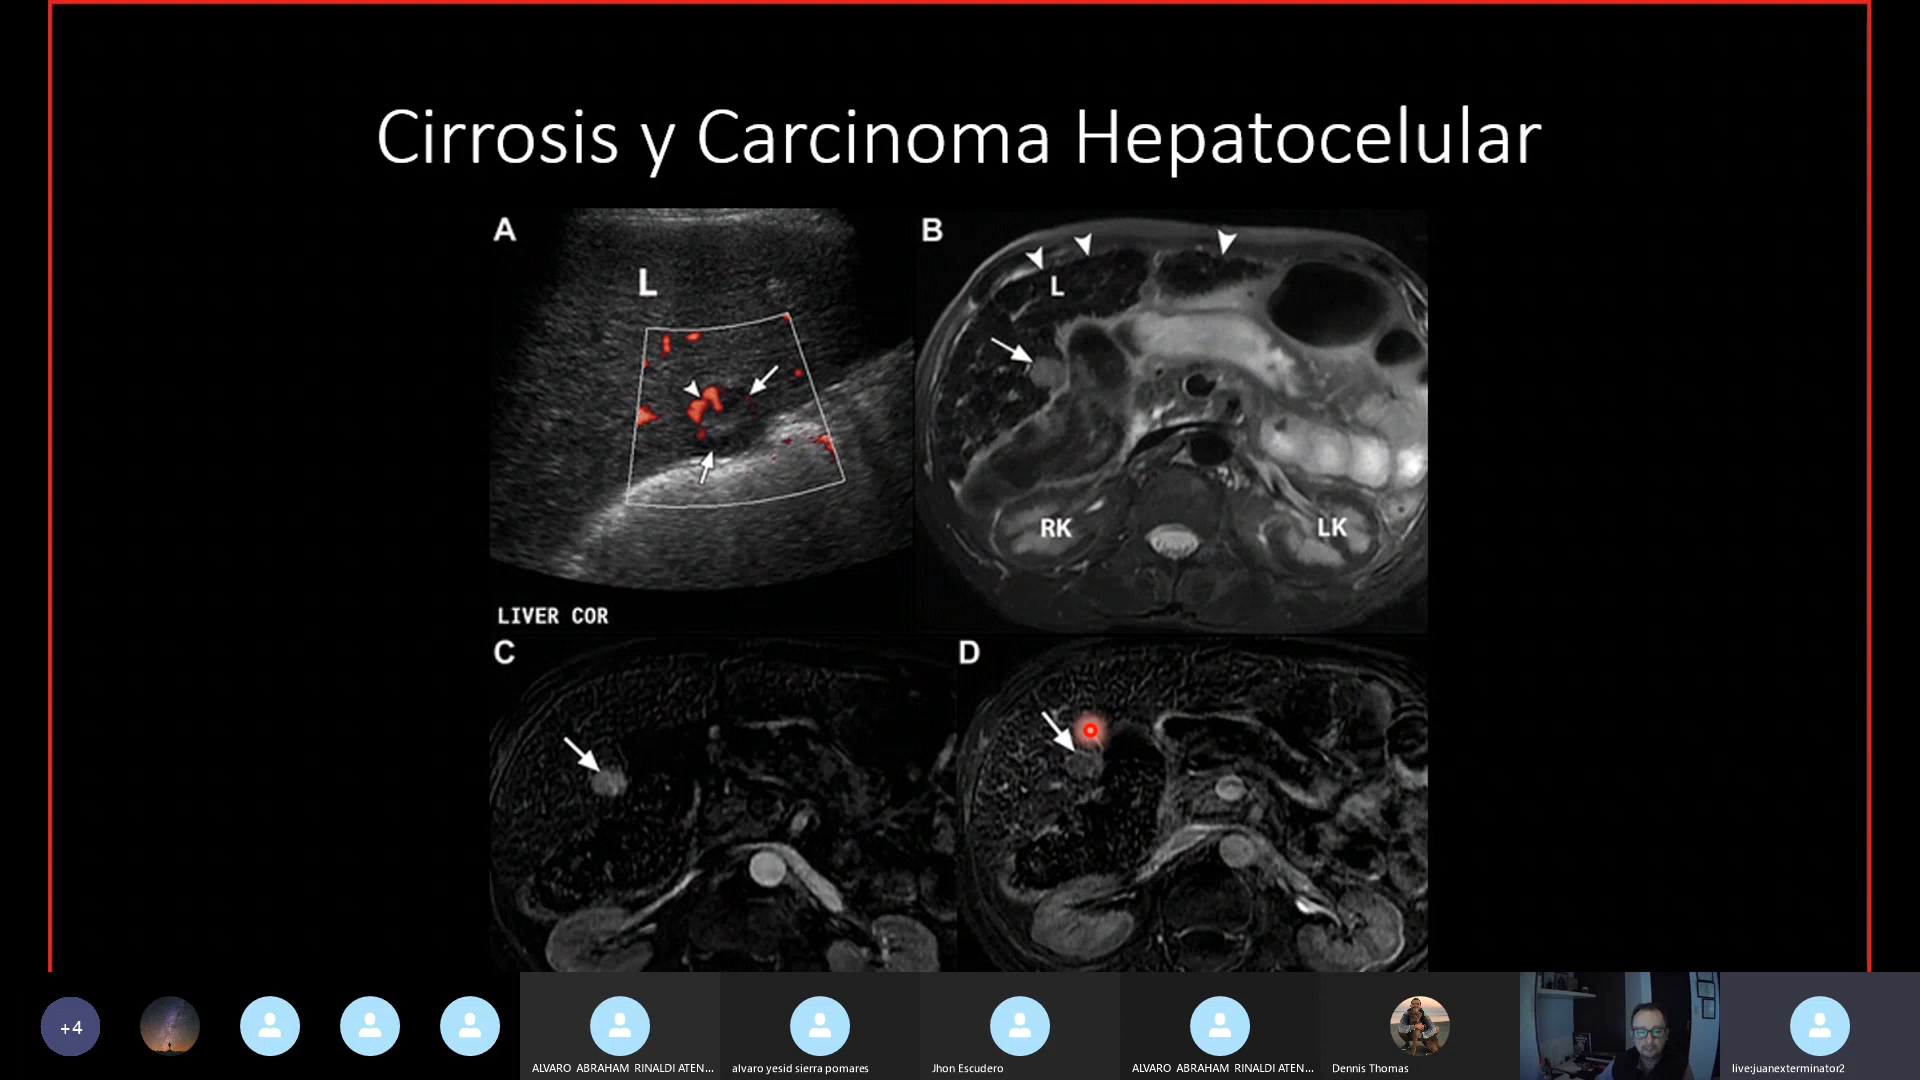 Cirrosis y Carcinoma Hepatocelular
A
B
L
L
RK
LK
LIVER COR
C
D
+4
ALVARO ABRAHAM RINALDI ATEN...
alvaro yesid sierra pomares
Jhon Escudero
ALVARO ABRAHAM RINALDI ATEN...
Dennis Thomas
live:juanexterminator2